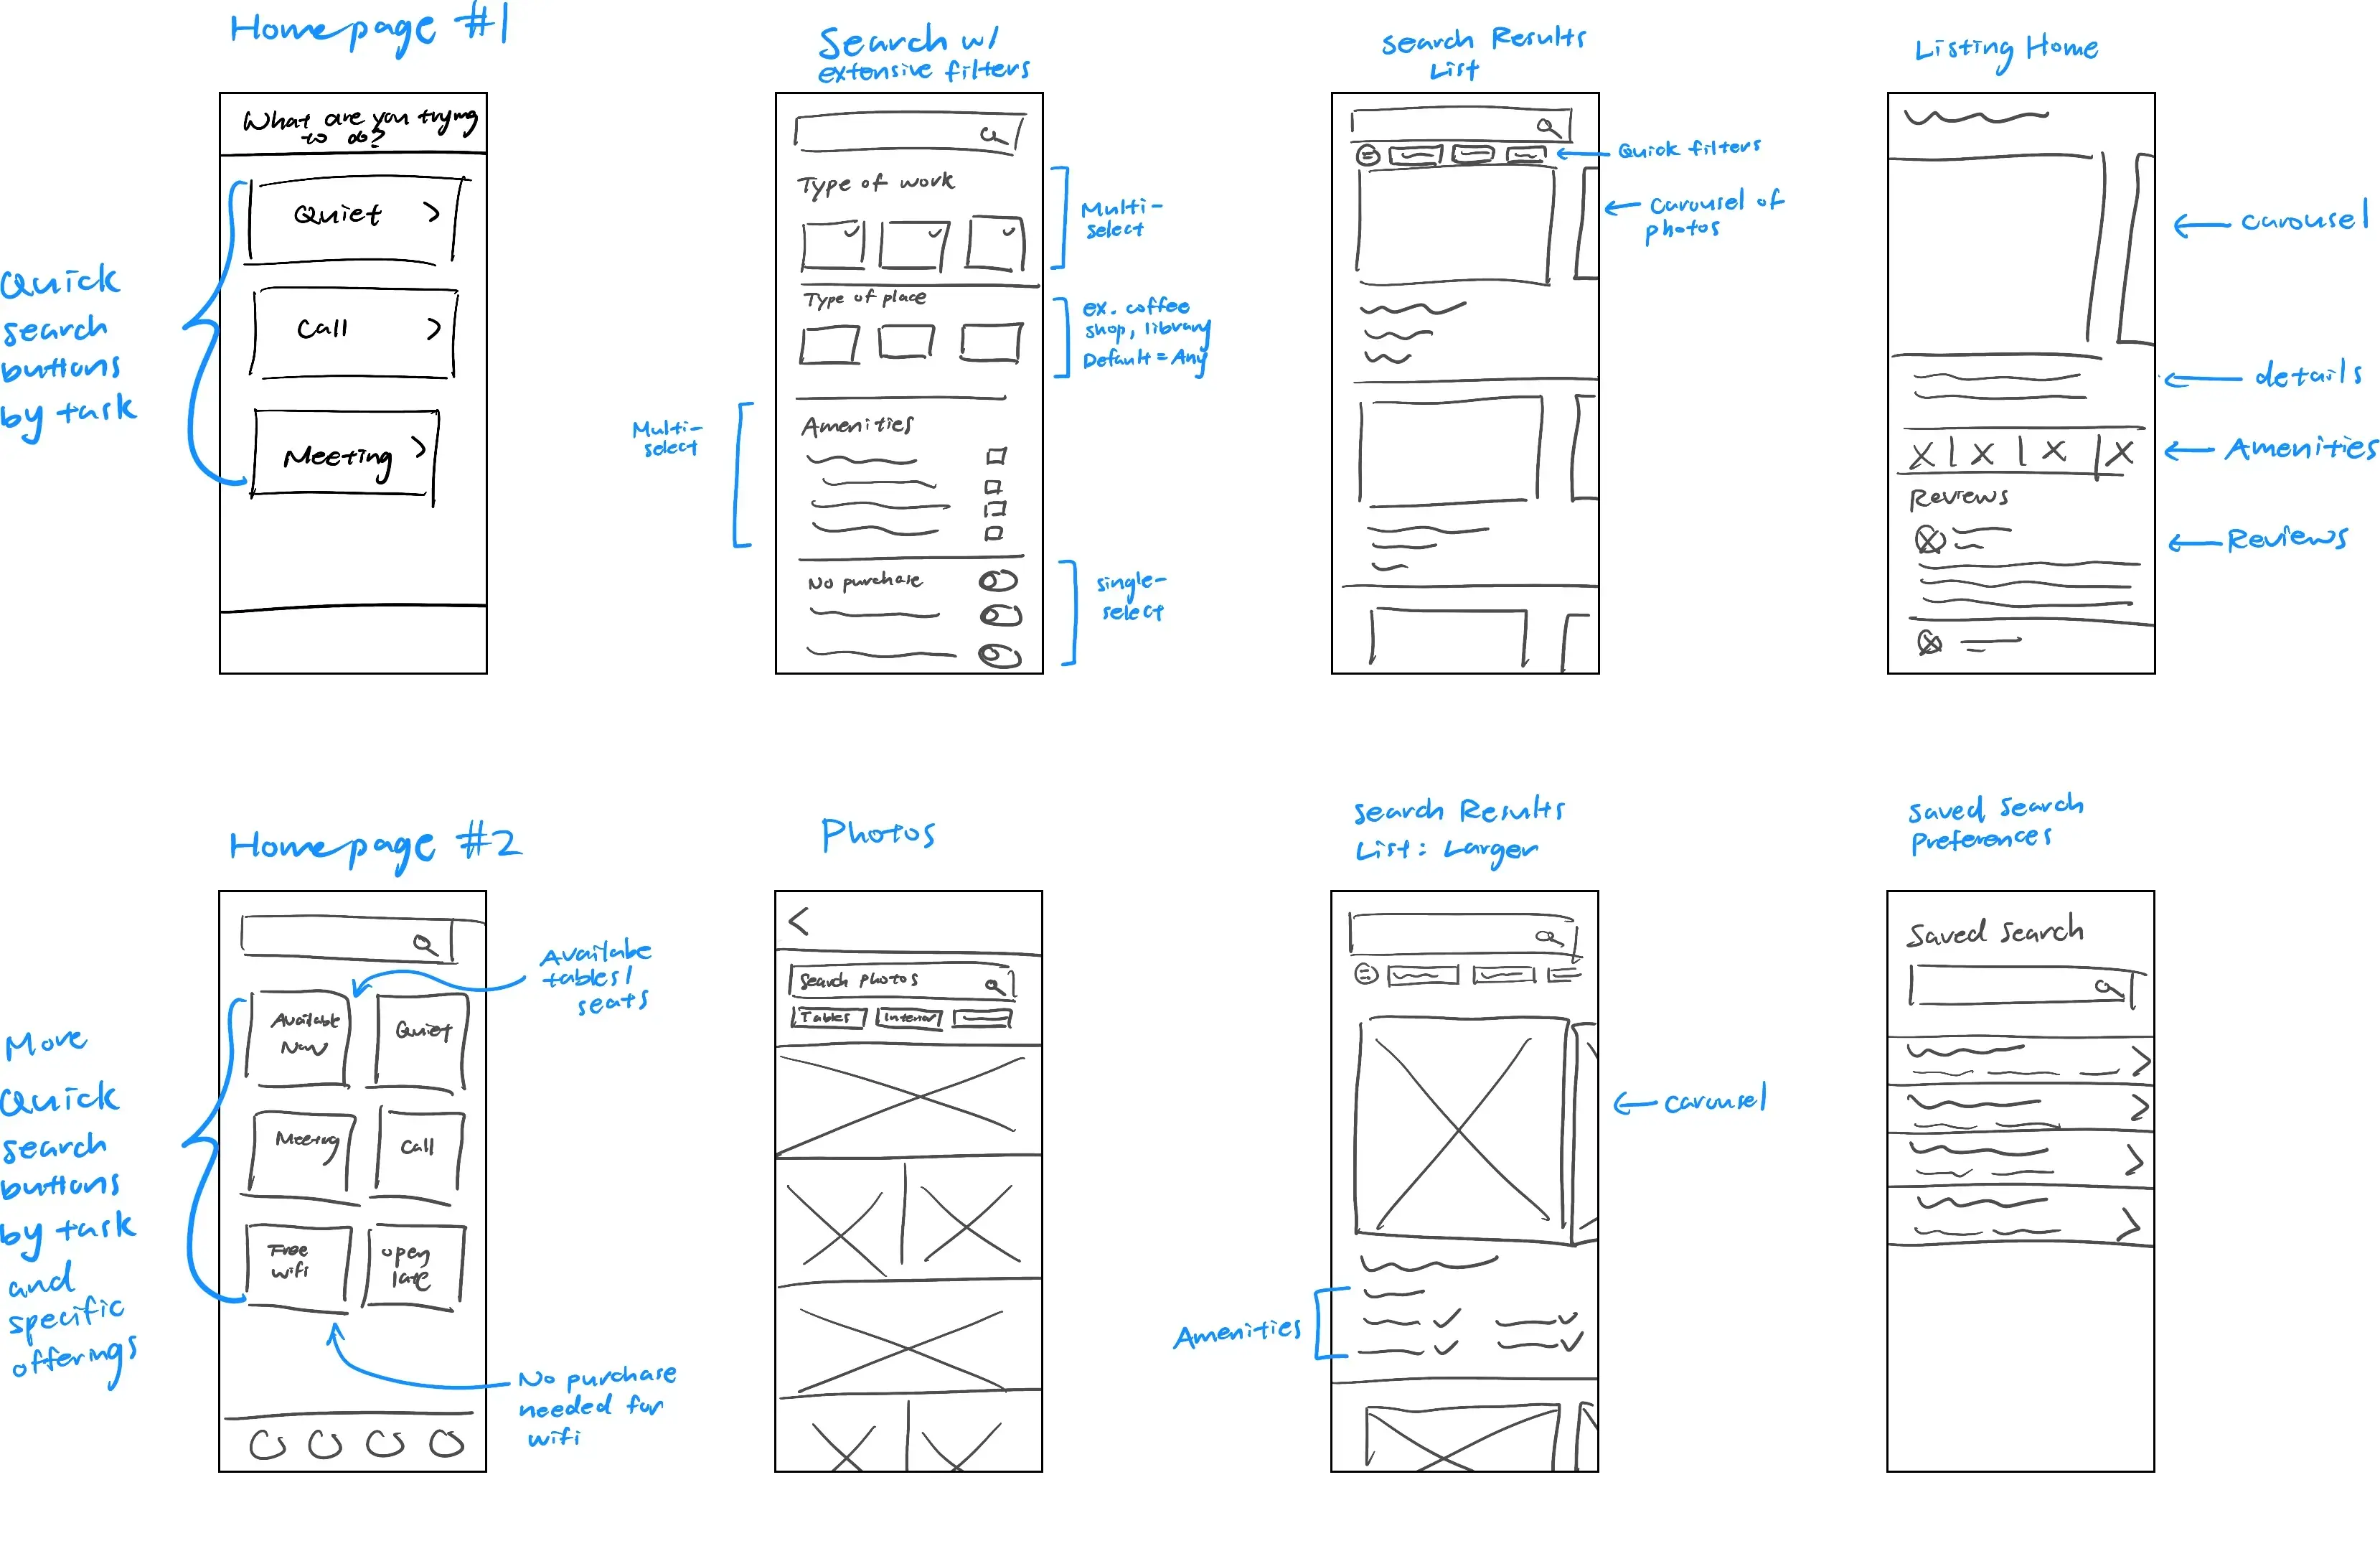 Homepage #1
What are you trying
to do?
Quiet
Call
Meeting
Quick
search
buttons
by task
Search w/
extensive filters
Type of work
Multi-
select
Type of place
ex. coffee
shop, library
Default = Any
Amenities
Multi-
select
No purchase
single-
select
Search Results
List
Quick filters
Carousel of
photos
Listing Home
Carousel
details
Amenities
Reviews
Reviews
Homepage #2
Available
Now
Quiet
Meeting
Call
Free
wifi
open
late
Availabe
tables/
seats
More
Quick
search
buttons
by task
and
specific
offerings
No purchase
needed for
wifi
Photos
Search photos
Tables
Interior
Search Results
List: Larger
Carousel
Amenities
Saved Search
Preferences
Saved Search